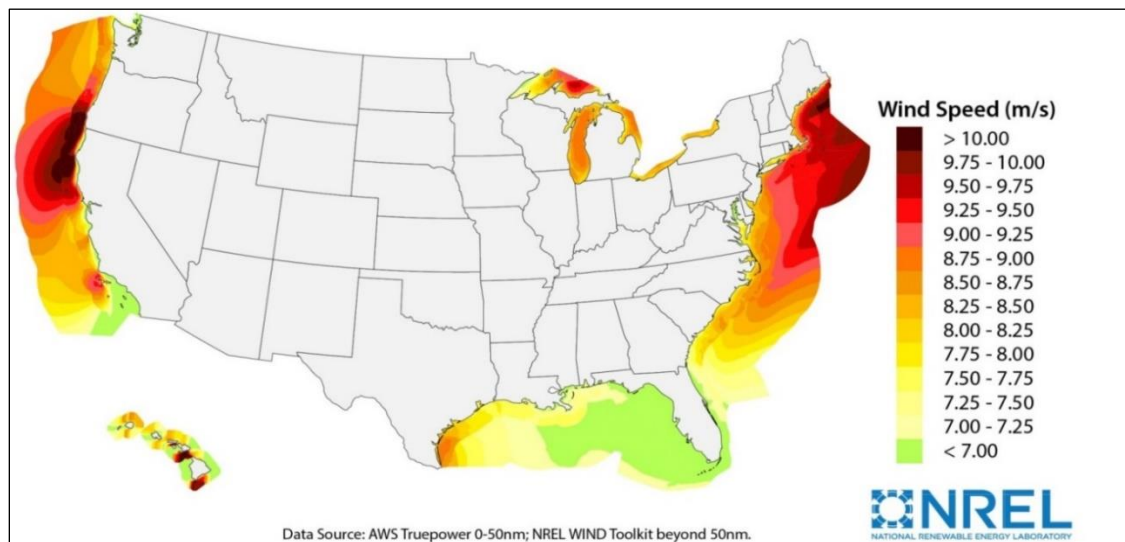 Wind Speed (m/s)
> 10.00
9.75 - 10.00
9.50 - 9.75
9.25 - 9.50
9.00 - 9.25
8.75 - 9.00
8.50 - 8.75
8.25 - 8.50
8.00 - 8.25
7.75 - 8.00
7.50 - 7.75
7.25 - 7.50
7.00 - 7.25
< 7.00
NREL
NATIONAL RENEWABLE ENERGY LABORATORY
Data Source: AWS Truepower 0-50nm; NREL WIND Toolkit beyond 50nm.